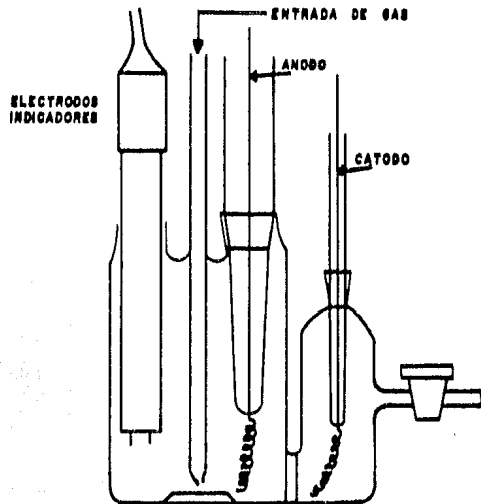 ENTRADA DE GAS
ANODO
ELECTRODOS
INDICADORES
CATODO